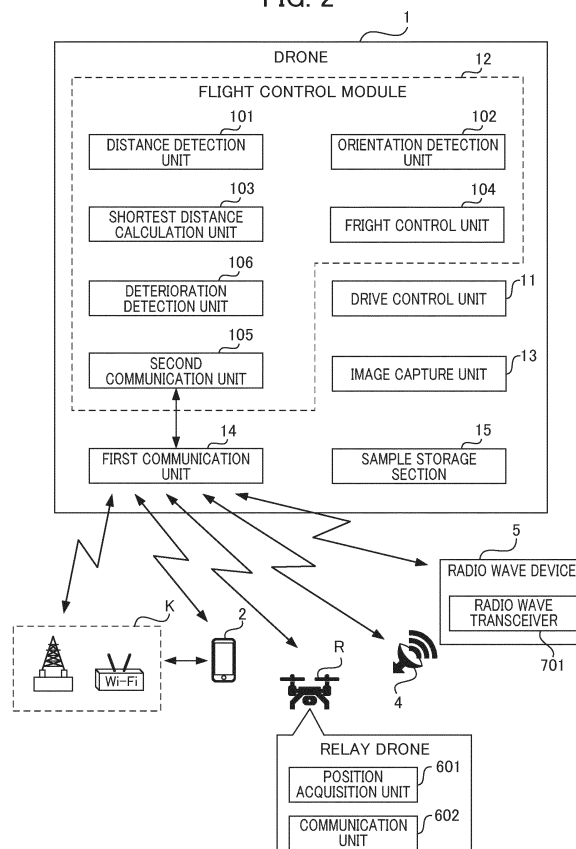 FIG. 2
1
DRONE
12
FLIGHT CONTROL MODULE
101
DISTANCE DETECTION
UNIT
102
ORIENTATION DETECTION
UNIT
103
SHORTEST DISTANCE
CALCULATION UNIT
104
FRIGHT CONTROL UNIT
106
DETERIORATION
DETECTION UNIT
11
DRIVE CONTROL UNIT
105
SECOND
COMMUNICATION UNIT
13
IMAGE CAPTURE UNIT
14
FIRST COMMUNICATION
UNIT
15
SAMPLE STORAGE
SECTION
5
RADIO WAVE DEVICE
RADIO WAVE
TRANSCEIVER
701
K
Wi-Fi
2
R
4
RELAY DRONE
601
POSITION
ACQUISITION UNIT
602
COMMUNICATION
UNIT